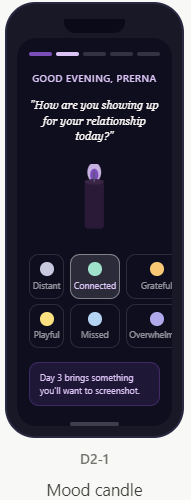 GOOD EVENING, PRERNA
"How are you showing up
for your relationship
today?"
Distant Connected Grateful
Playful Missed Overwhelm
Day 3 brings something
you'll want to screenshot.
D2-1
Mood candle